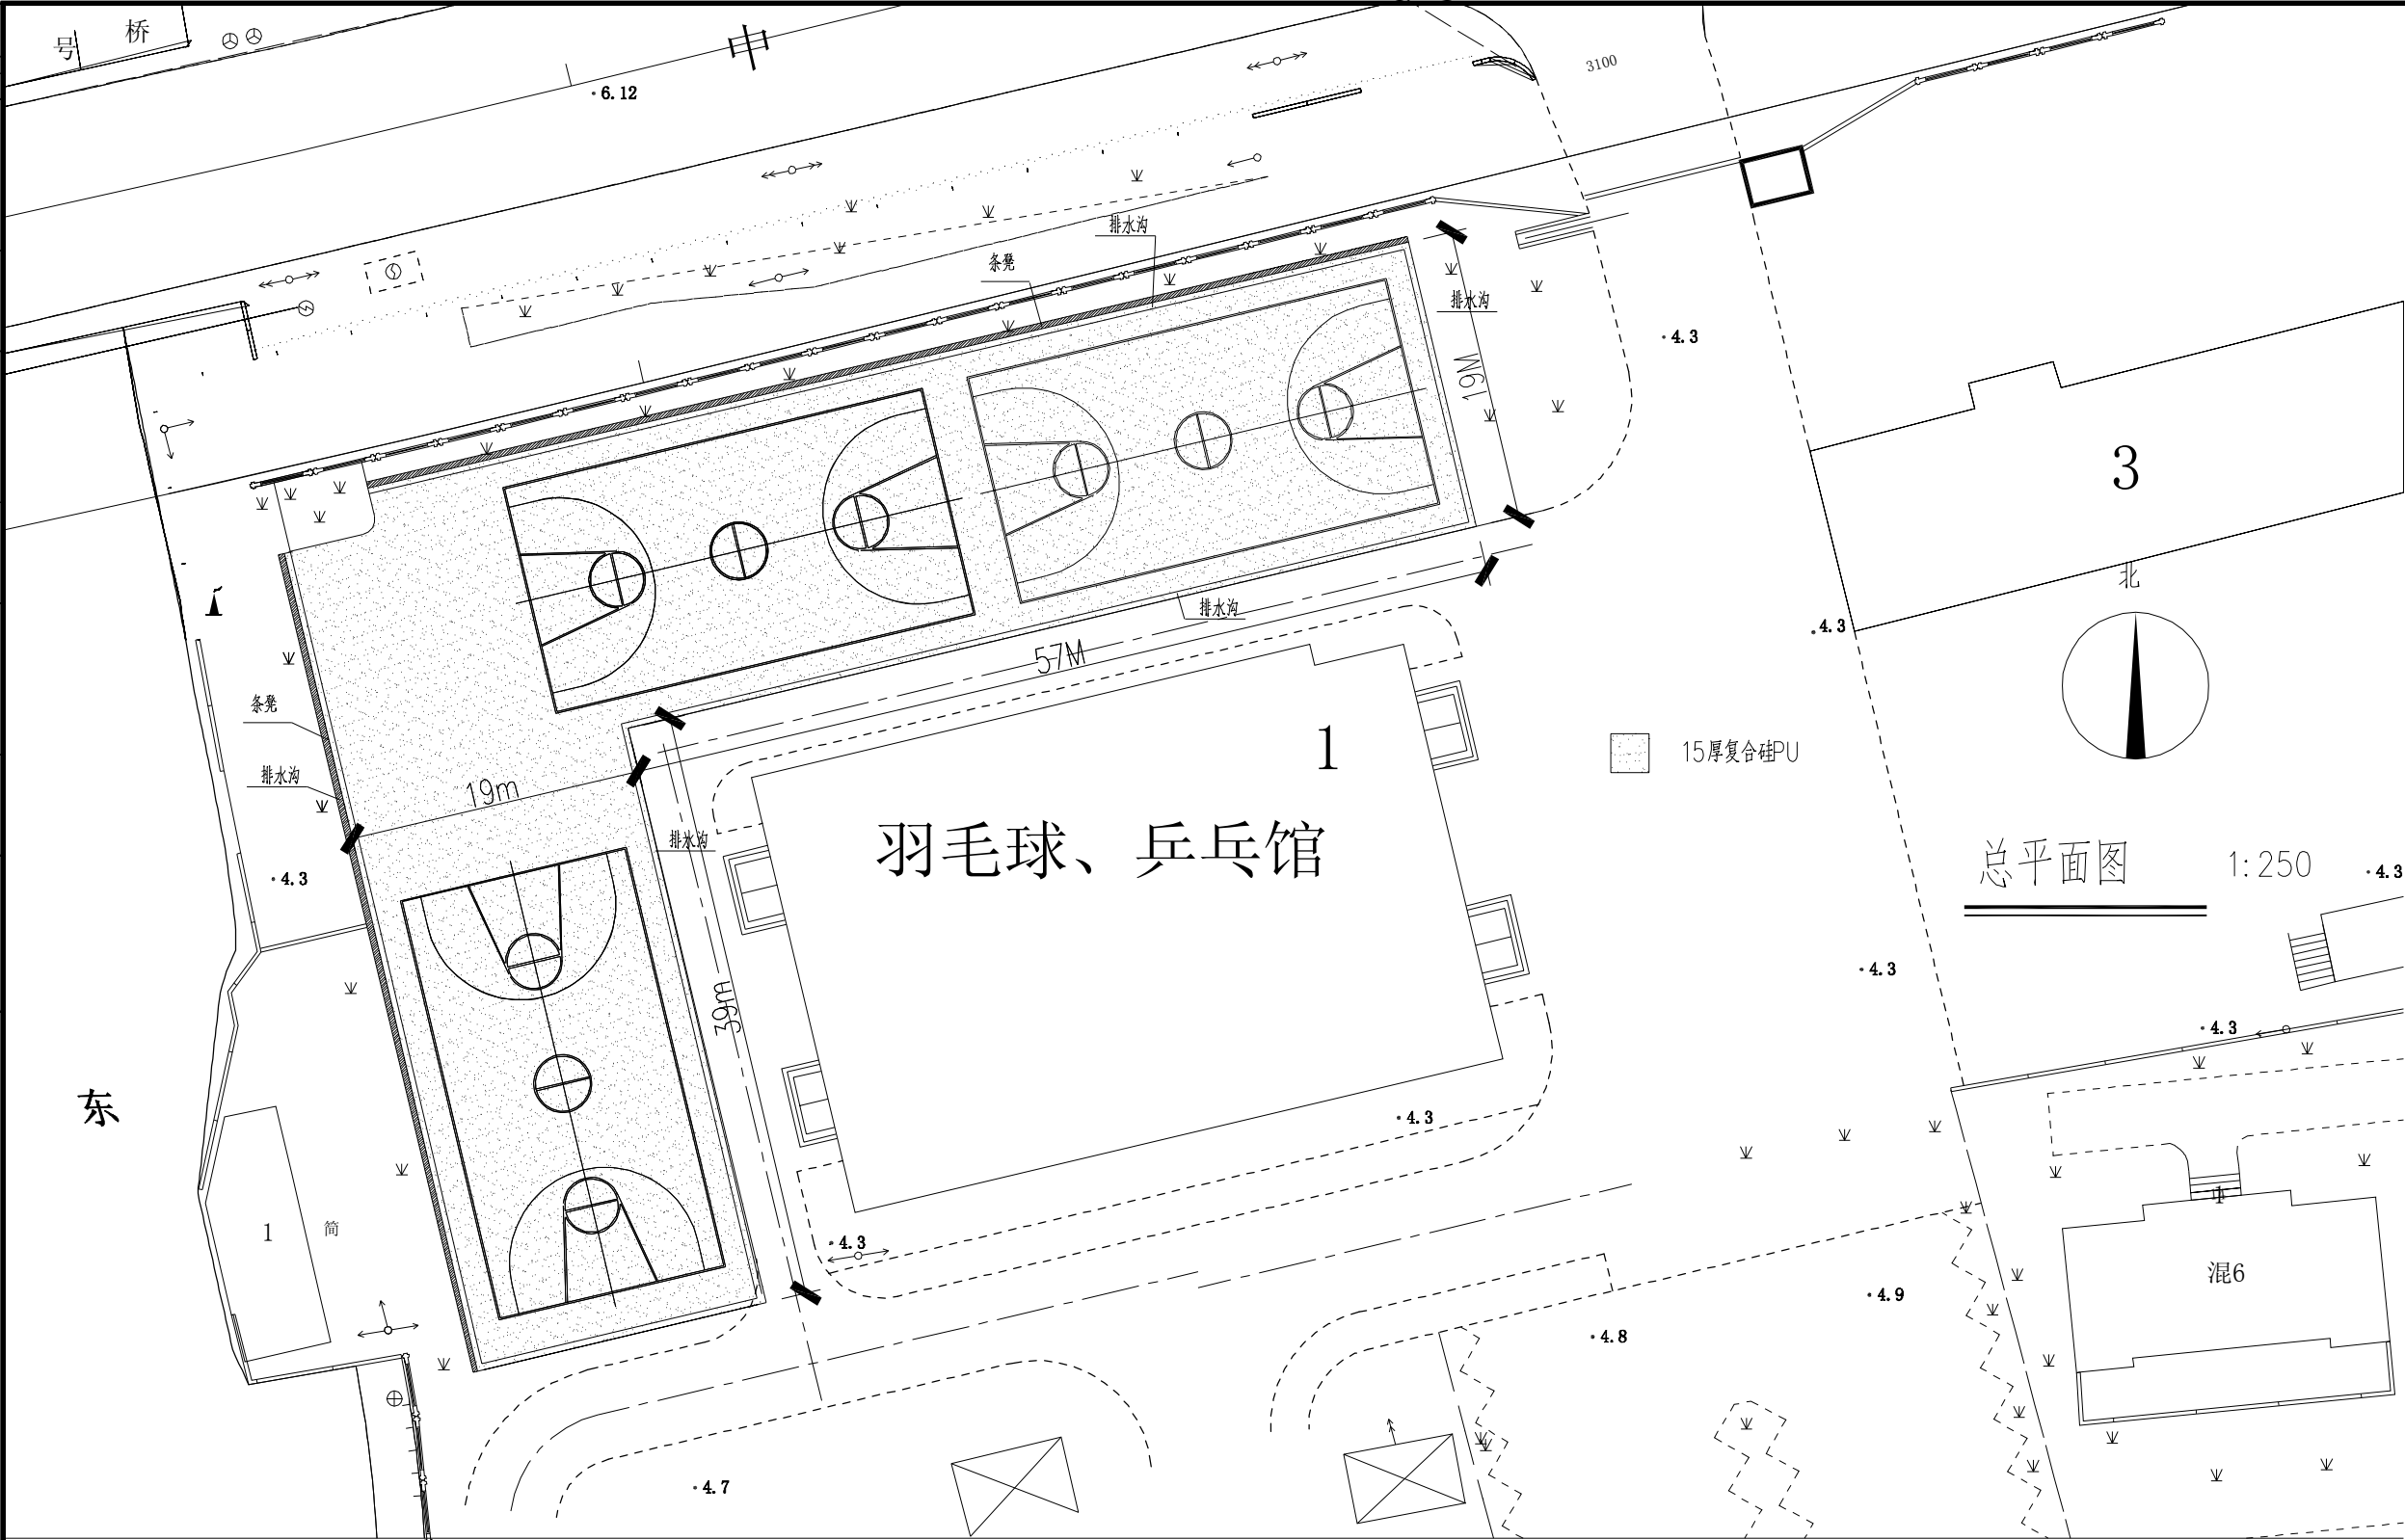 号
桥
中
6.12
3100
排水沟
条凳
排水沟
16M
4.3
3
北
4.3
排水沟
57M
条凳
排水沟
19m
1
15厚复合硅PU
排水沟
羽毛球、乒乓馆
总平面图 1:250
4.3
4.3
4.3
39m
4.3
东
4.3
1
简
4.3
混6
4.9
4.8
4.7